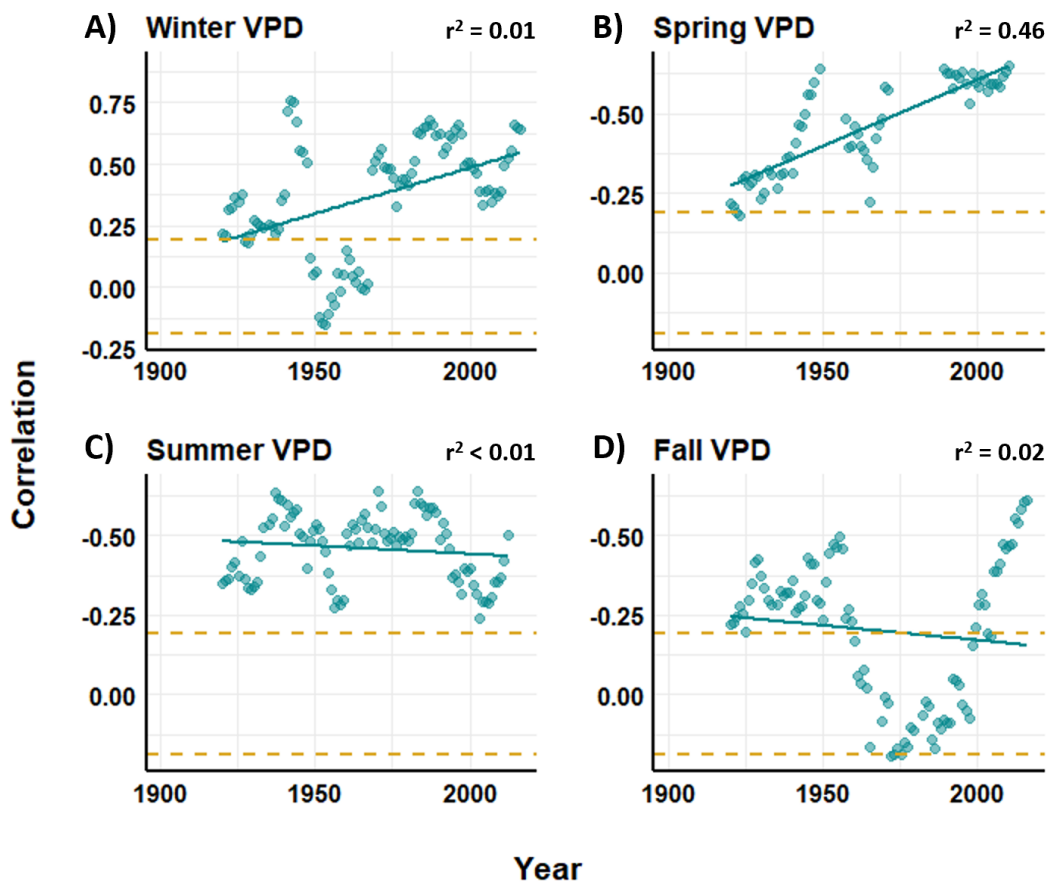 A) Winter VPD r² = 0.01
B) Spring VPD r² = 0.46
0.75
0.50
0.25
0.00
-0.25
1900 1950 2000
-0.50
-0.25
0.00
1900 1950 2000
C) Summer VPD r² < 0.01
D) Fall VPD r² = 0.02
-0.50
-0.25
0.00
1900 1950 2000
-0.50
-0.25
0.00
1900 1950 2000
Correlation
Year